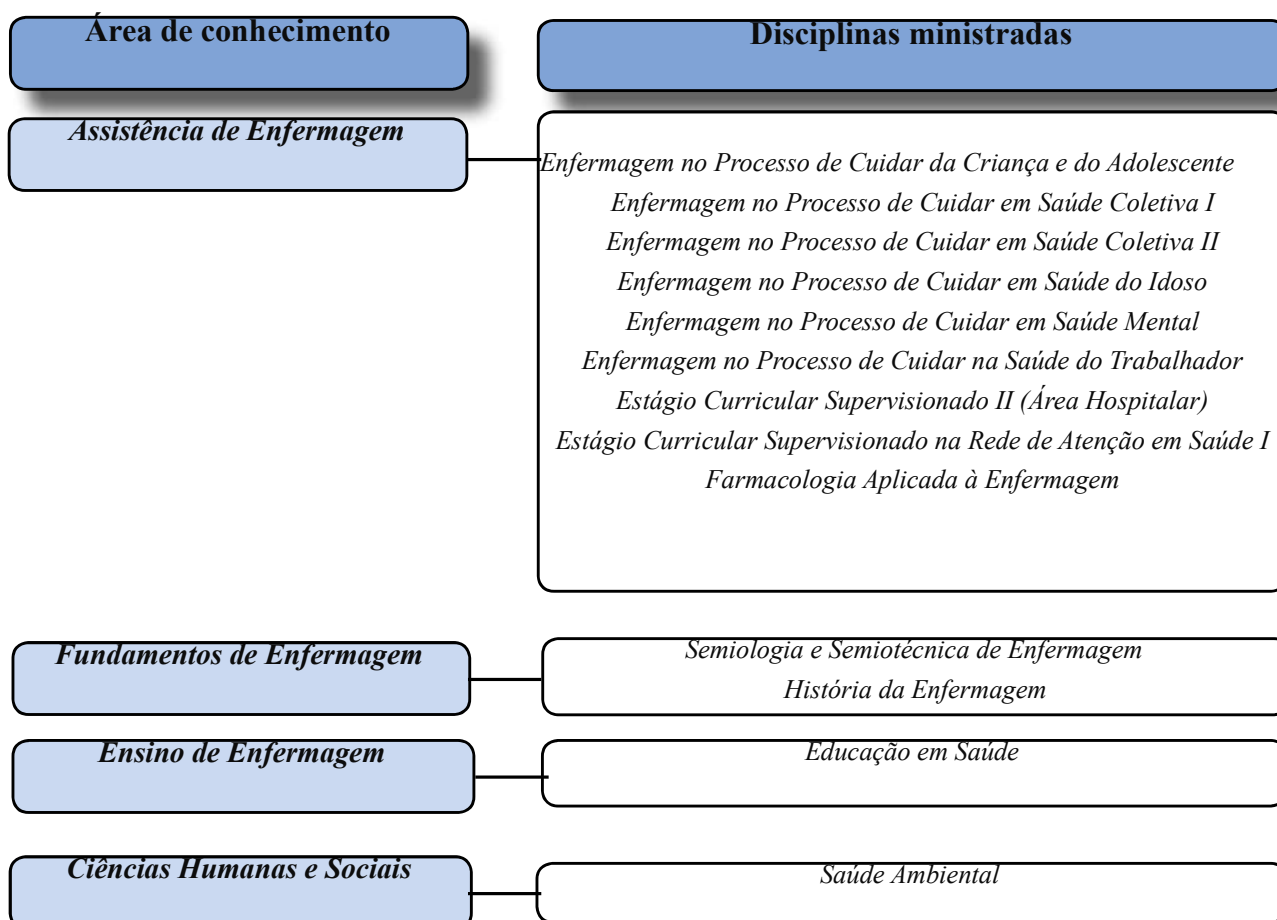 Área de conhecimento
Disciplinas ministradas
Assistência de Enfermagem
Enfermagem no Processo de Cuidar da Criança e do Adolescente
Enfermagem no Processo de Cuidar em Saúde Coletiva I
Enfermagem no Processo de Cuidar em Saúde Coletiva II
Enfermagem no Processo de Cuidar em Saúde do Idoso
Enfermagem no Processo de Cuidar em Saúde Mental
Enfermagem no Processo de Cuidar na Saúde do Trabalhador
Estágio Curricular Supervisionado II (Área Hospitalar)
Estágio Curricular Supervisionado na Rede de Atenção em Saúde I
Farmacologia Aplicada à Enfermagem
Fundamentos de Enfermagem
Semiologia e Semiotécnica de Enfermagem
História da Enfermagem
Ensino de Enfermagem
Educação em Saúde
Ciências Humanas e Sociais
Saúde Ambiental